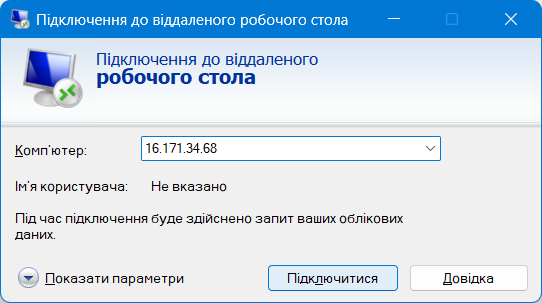 Підключення до віддаленого робочого стола
Підключення до віддаленого
робочого стола
Комп'ютер:
16.171.34.68
Ім'я користувача:
Не вказано
Під час підключення буде здійснено запит ваших облікових
даних.
Показати параметри
Підключитися
Довідка